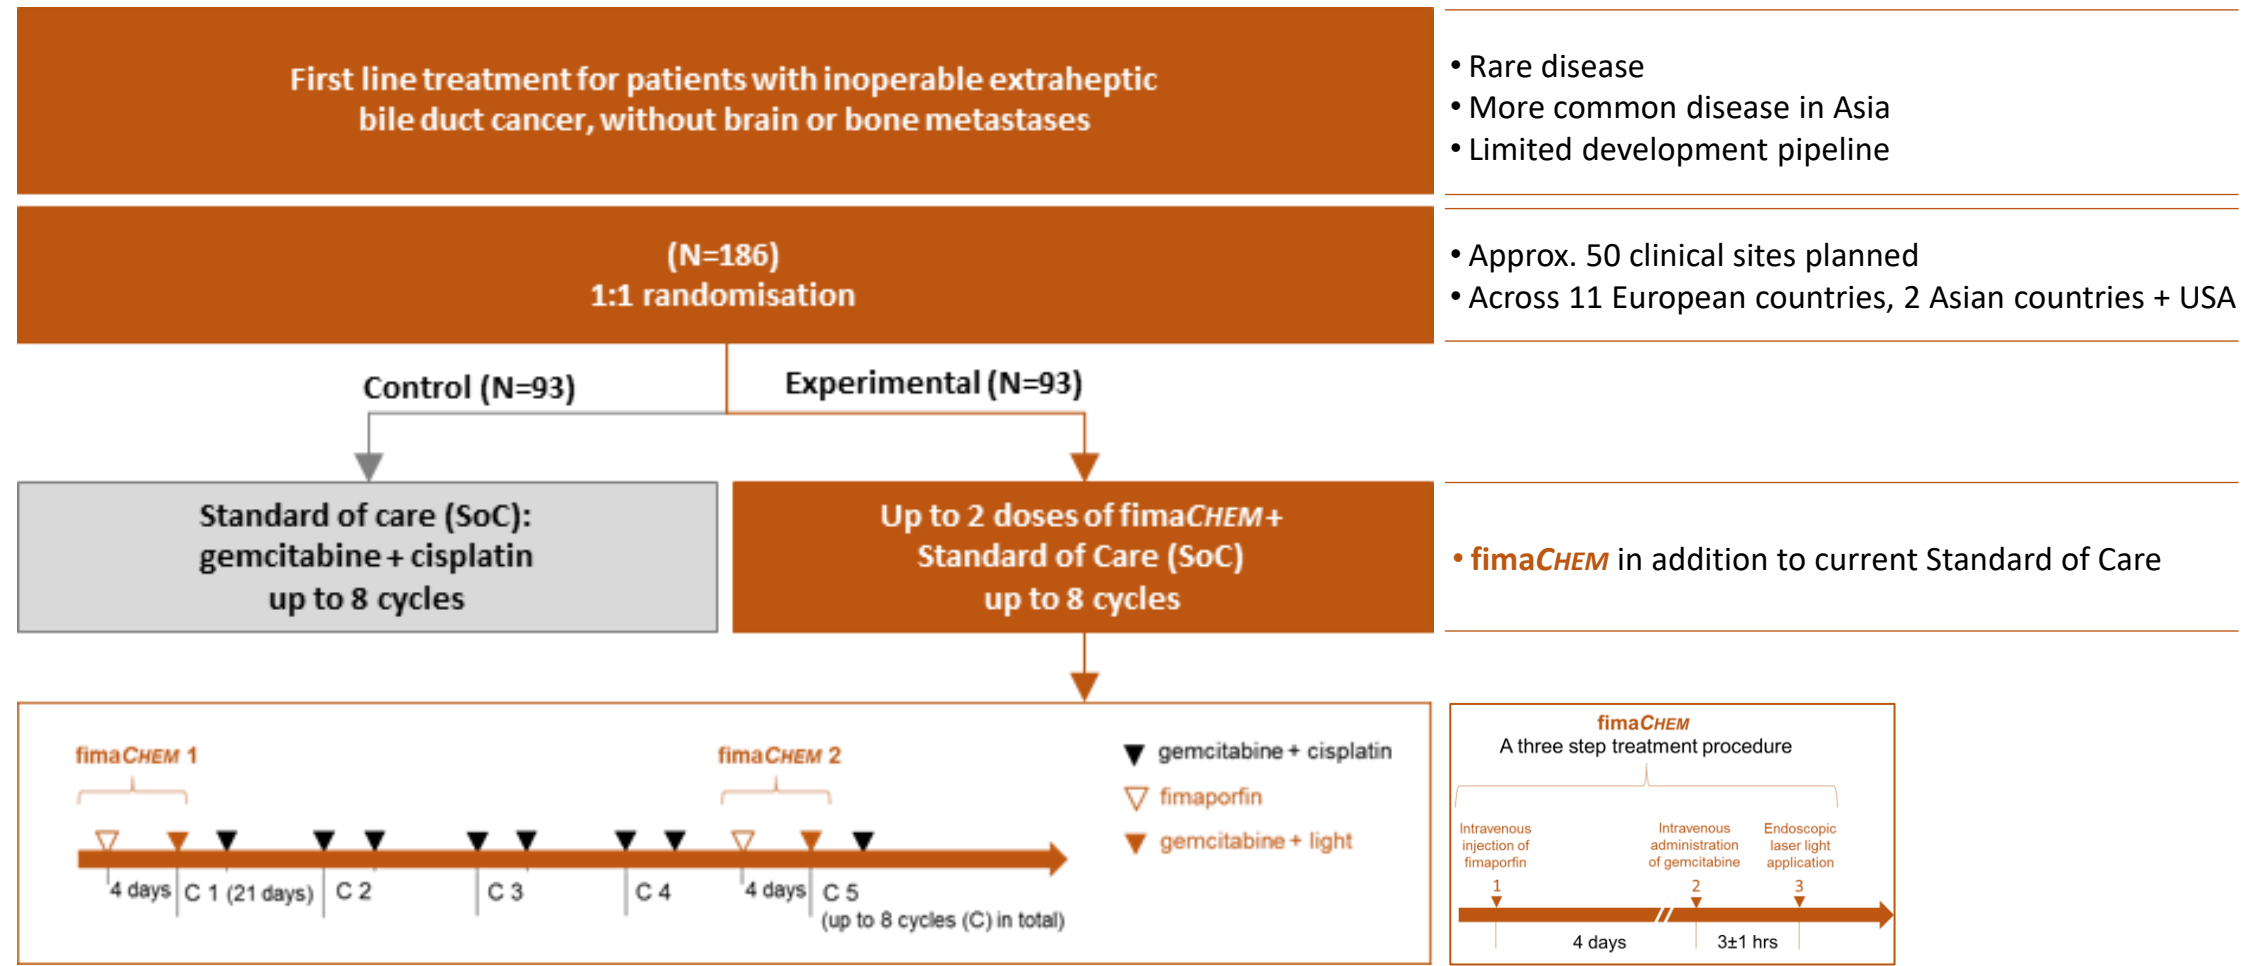 First line treatment for patients with inoperable extraheptic
bile duct cancer, without brain or bone metastases
• Rare disease
• More common disease in Asia
• Limited development pipeline
(N=186)
1:1 randomisation
• Approx. 50 clinical sites planned
• Across 11 European countries, 2 Asian countries + USA
Control (N=93)
Experimental (N=93)
Standard of care (SoC):
gemcitabine + cisplatin
up to 8 cycles
Up to 2 doses of fimaCHEM+
Standard of Care (SoC)
up to 8 cycles
• fimaCHEM in addition to current Standard of Care
fimaCHEM 1
fimaCHEM 2
gemcitabine + cisplatin
fimaporfin
gemcitabine + light
4 days
C 1 (21 days)
C 2
C 3
C 4
4 days
C 5
(up to 8 cycles (C) in total)
fimaCHEM
A three step treatment procedure
Intravenous
injection of
fimaporfin
1
Intravenous
administration
of gemcitabine
2
Endoscopic
laser light
application
3
4 days
3±1 hrs